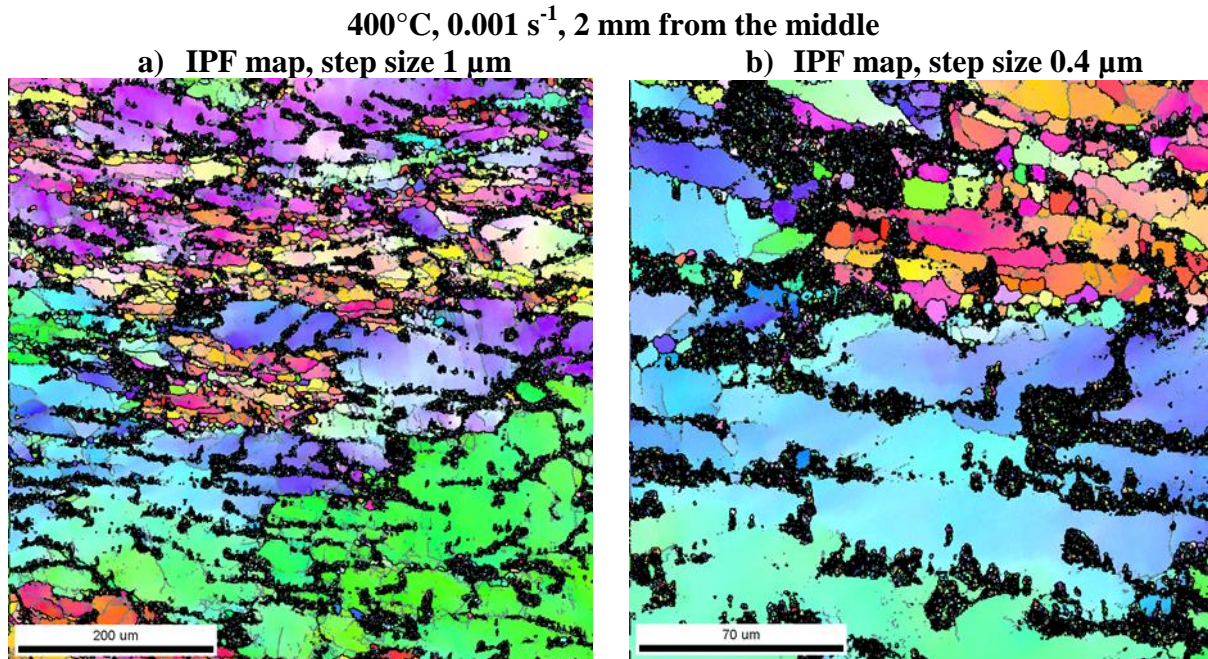 400°C, 0.001 s⁻¹, 2 mm from the middle
a) IPF map, step size 1 µm
b) IPF map, step size 0.4 µm
200 um
70 um